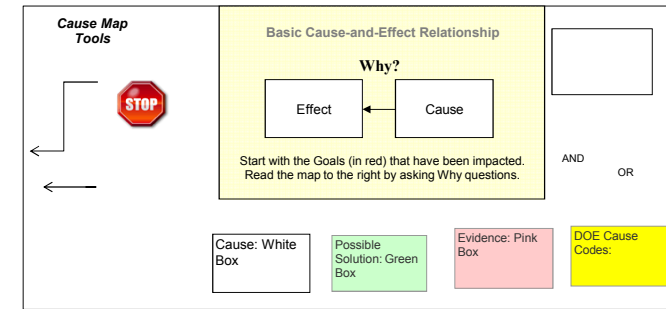 Cause Map
Tools
STOP
Basic Cause-and-Effect Relationship
Why?
Effect
Cause
Start with the Goals (in red) that have been impacted.
Read the map to the right by asking Why questions.
AND
OR
Cause: White
Box
Possible
Solution: Green
Box
Evidence: Pink
Box
DOE Cause
Codes: